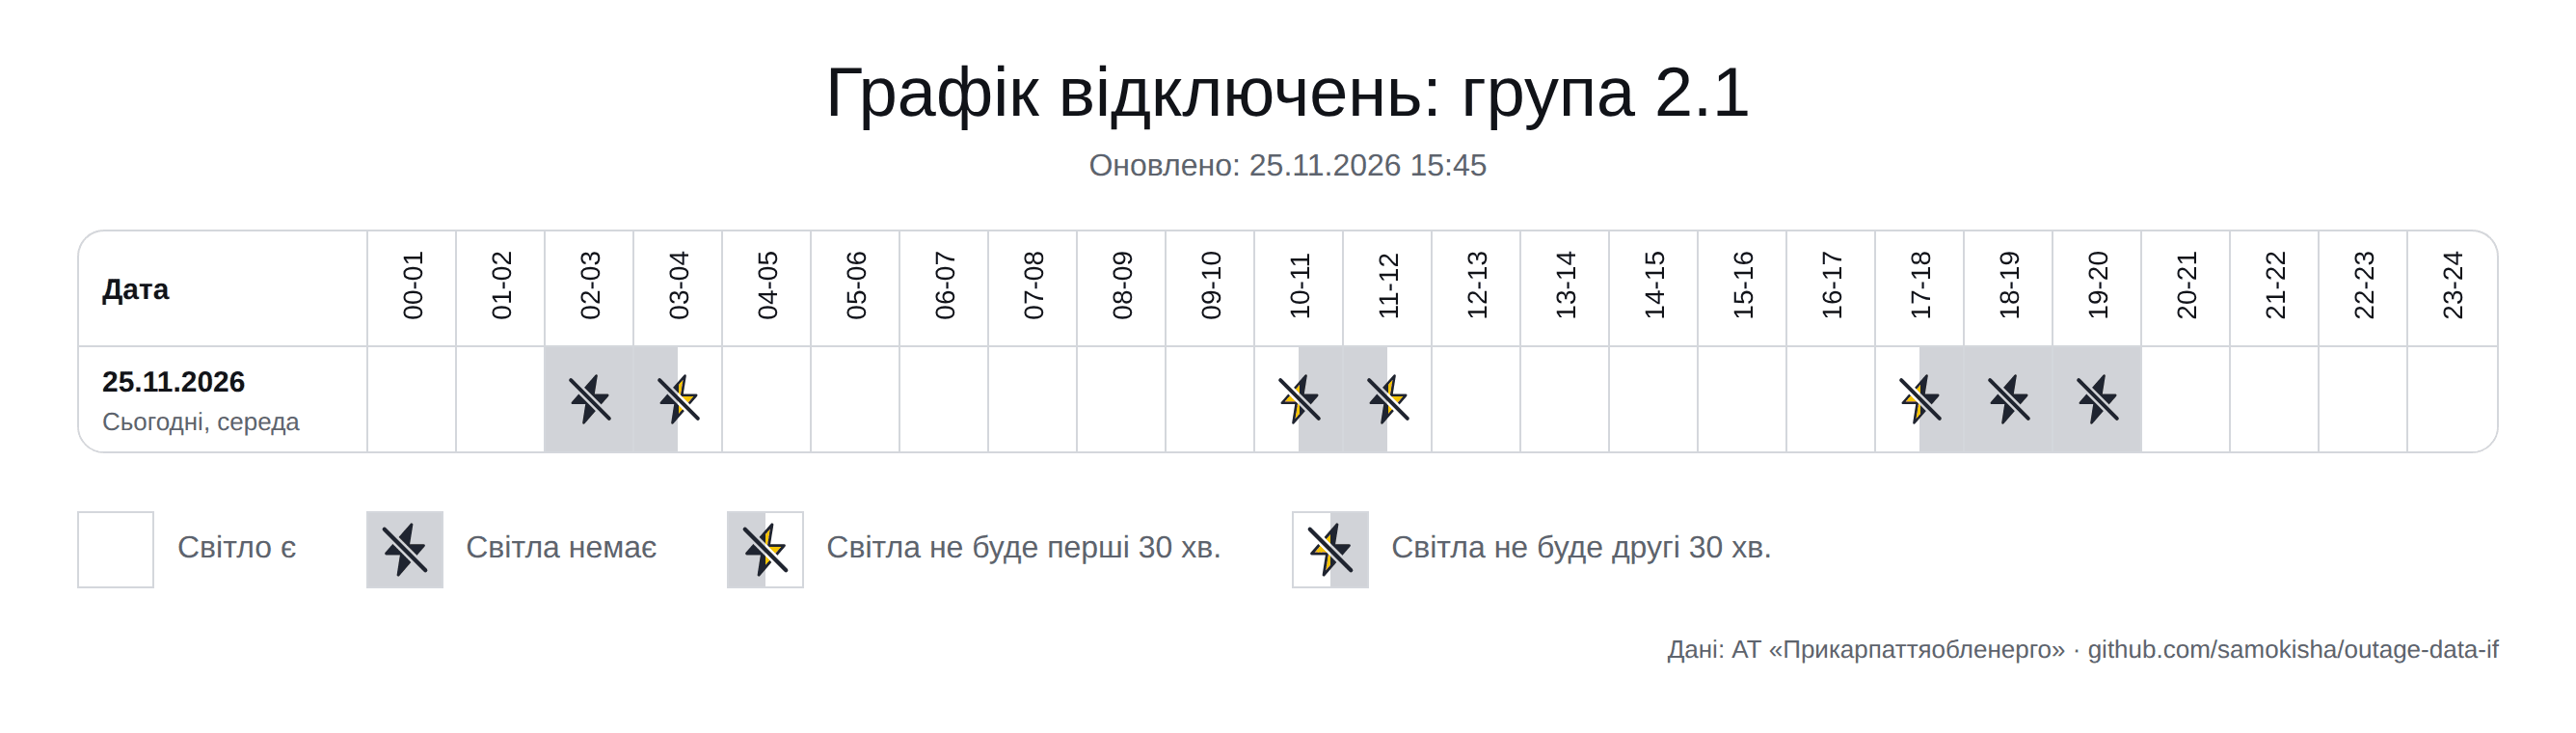 Графік відключень: група 2.1
Оновлено: 25.11.2026 15:45
Дата 00-01 01-02 02-03 03-04 04-05 05-06 06-07 07-08 08-09 09-10 10-11 11-12 12-13 13-14 14-15 15-16 16-17 17-18 18-19 19-20 20-21 21-22 22-23 23-24
25.11.2026
Сьогодні, середа
Світло є Світла немає Світла не буде перші 30 хв. Світла не буде другі 30 хв.
Дані: АТ «Прикарпаттяобленерго» · github.com/samokisha/outage-data-if